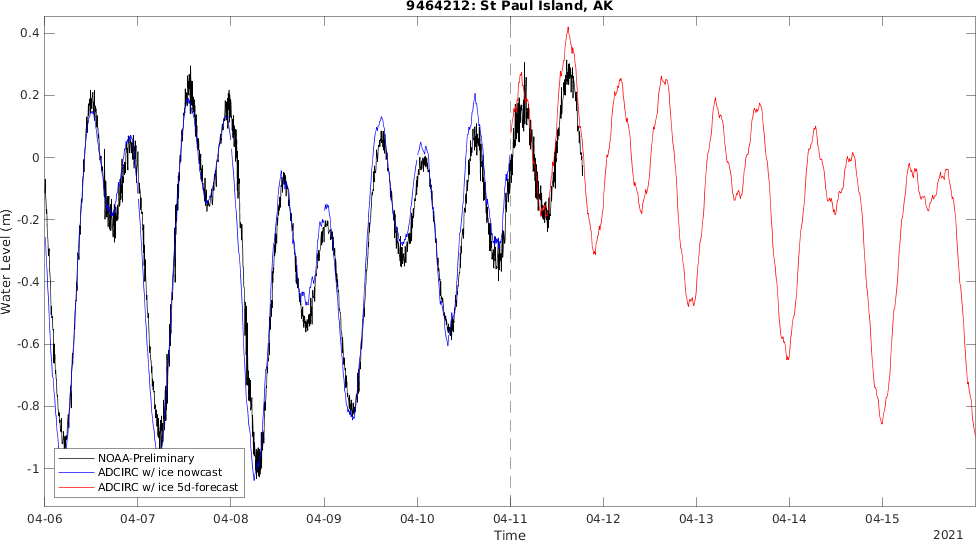 9464212: St Paul Island, AK
0.4
0.2
0
-0.2
-0.4
-0.6
-0.8
-1
Water Level (m)
NOAA-Preliminary
ADCIRC w/ ice nowcast
ADCIRC w/ ice 5d-forecast
04-06 04-07 04-08 04-09 04-10 04-11 04-12 04-13 04-14 04-15
Time
2021